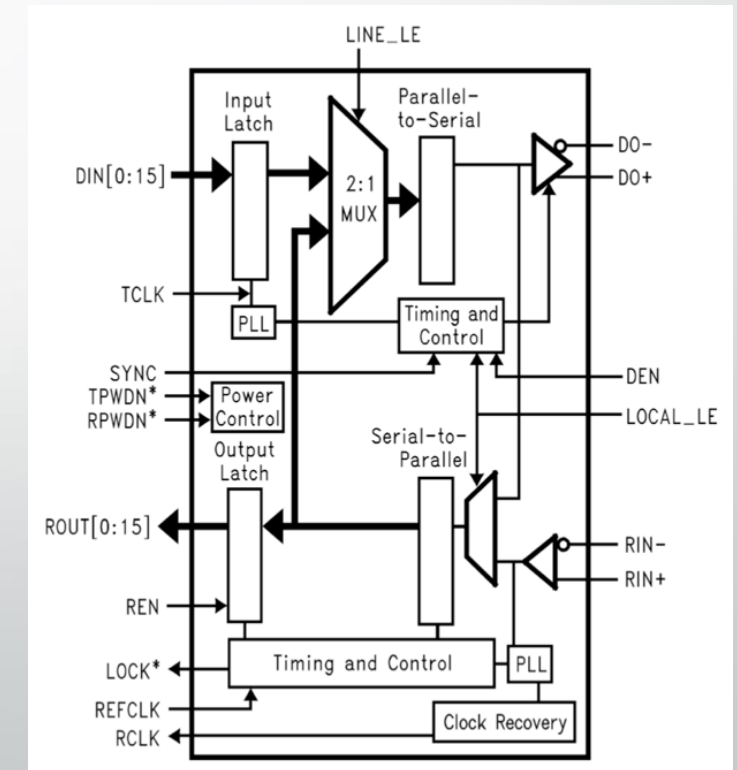 LINE_LE
Input
Latch
Parallel-
to-Serial
DO-
DO+
DIN[0:15]
2:1
MUX
TCLK
PLL
Timing and
Control
SYNC
DEN
TPWDN*
RPWDN*
Power
Control
LOCAL_LE
Output
Latch
Serial-to-
Parallel
ROUT[0:15]
RIN-
RIN+
REN
LOCK*
Timing and Control
PLL
REFCLK
RCLK
Clock Recovery